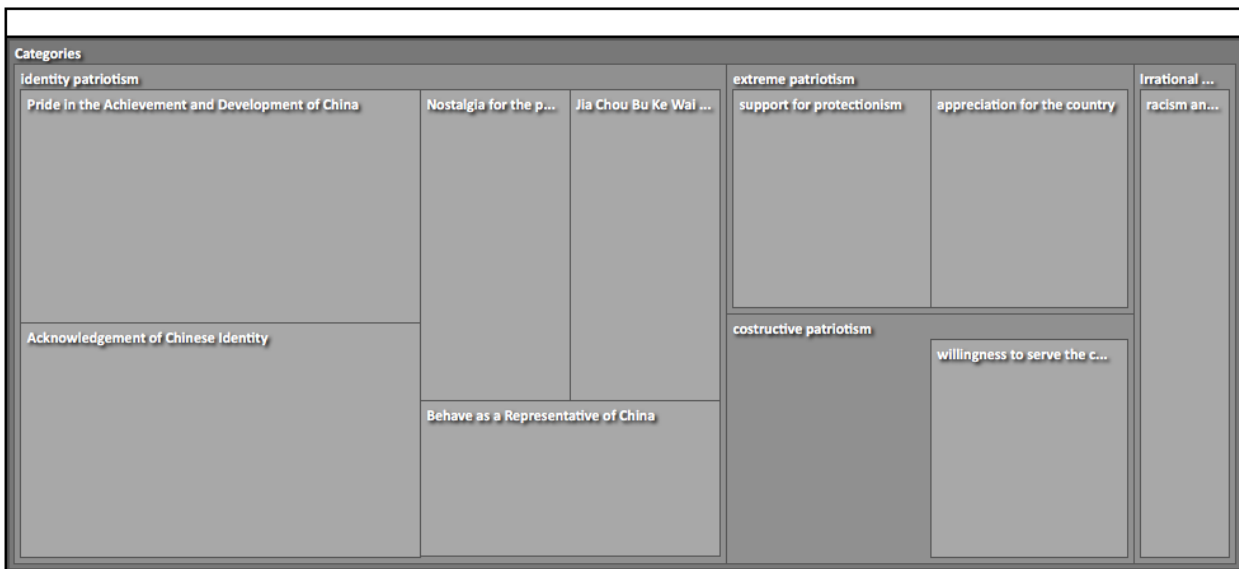 Categories
identity patriotism
Pride in the Achievement and Development of China
Nostalgia for the p...
Jia Chou Bu Ke Wai ...
Acknowledgement of Chinese Identity
Behave as a Representative of China
extreme patriotism
support for protectionism
appreciation for the country
costructive patriotism
willingness to serve the c...
Irrational ...
racism an...